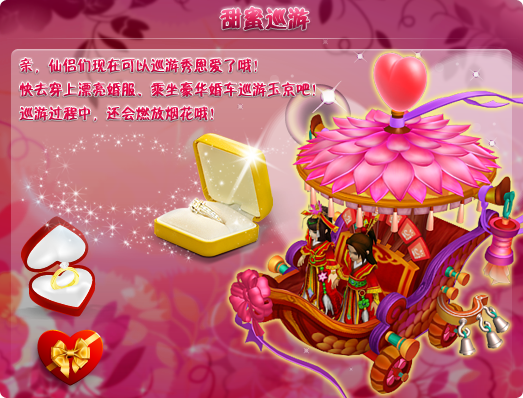 甜蜜巡游
亲，仙侣们现在可以巡游秀恩爱了哦！
快去穿上漂亮婚服、乘坐豪华婚车巡游玉京吧！
巡游过程中，还会燃放烟花哦！